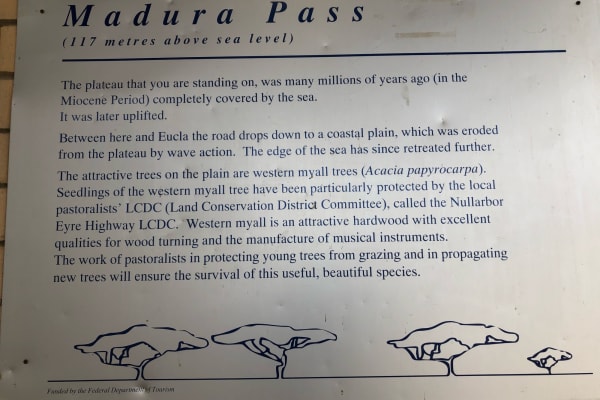 Madura Pass
(117 metres above sea level)
The plateau that you are standing on, was many millions of years ago (in the
Miocene Period) completely covered by the sea.
It was later uplifted.
Between here and Eucla the road drops down to a coastal plain, which was eroded
from the plateau by wave action. The edge of the sea has since retreated further.
The attractive trees on the plain are western myall trees (Acacia papyrocarpa).
Seedlings of the western myall tree have been particularly protected by the local
pastoralists' LCDC (Land Conservation District Committee), called the Nullarbor
Eyre Highway LCDC. Western myall is an attractive hardwood with excellent
qualities for wood turning and the manufacture of musical instruments.
The work of pastoralists in protecting young trees from grazing and in propagating
new trees will ensure the survival of this useful, beautiful species.
Funded by the Federal Department of Tourism